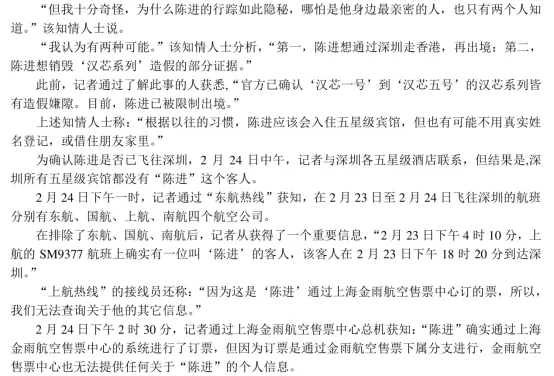 “但我十分奇怪，为什么陈进的行踪如此隐秘，哪怕是他身边最亲密的人，也只有两个人知
道。”该知情人士说。
“我认为有两种可能。”该知情人士分析，“第一，陈进想通过深圳走香港，再出境；第二，
陈进想销毁‘汉芯系列’造假的部分证据。”
此前，记者通过了解此事的人获悉,“官方已确认‘汉芯一号’到‘汉芯五号’的汉芯系列皆
有造假嫌隙。目前，陈进已被限制出境。”
上述知情人士称：“根据以往的习惯，陈进应该会入住五星级宾馆，但也有可能不用真实姓
名登记，或借住朋友家里。”
为确认陈进是否已飞往深圳，2 月 24 日中午，记者与深圳各五星级酒店联系，但结果是,深
圳所有五星级宾馆都没有“陈进”这个客人。
2 月 24 日下午一时，记者通过“东航热线”获知，在 2 月 23 日至 2 月 24 日飞往深圳的航班
分别有东航、国航、上航、南航四个航空公司。
在排除了东航、国航、南航后，记者从获得了一个重要信息，“2 月 23 日下午 4 时 10 分，上
航的 SM9377 航班上确实有一位叫‘陈进‘的客人，该客人在 2 月 23 日下午 18 时 20 分到达深
圳。”
“上航热线”的接线员还称：“因为这是‘陈进’通过上海金雨航空售票中心订的票，所以，
我们无法查询关于他的其它信息。”
2 月 24 日下午 2 时 30 分，记者通过上海金雨航空售票中心总机获知：“陈进”确实通过上海
金雨航空售票中心的系统进行了订票，但因为订票是通过金雨航空售票下属分支进行，金雨航空
售票中心也无法提供任何关于“陈进”的个人信息。